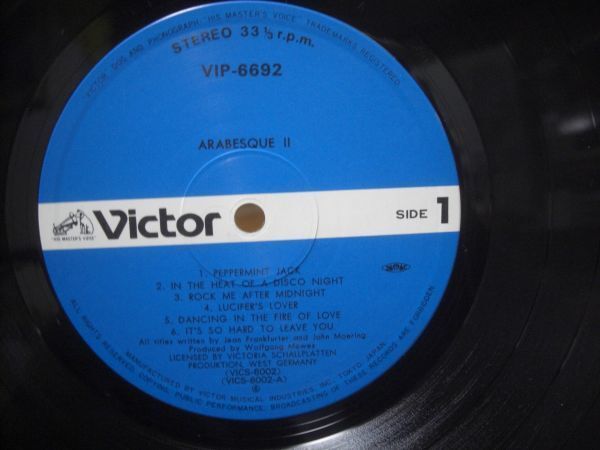 VICTOR, DOG AND PHONOGRAPH "HIS MASTER'S VOICE" TRADEMARKS REGISTERED
STEREO 33⅓ r.p.m.
VIP-6692
ARABESQUE II
"HIS MASTER'S VOICE"
Victor
SIDE 1
1. PEPPERMINT JACK
2. IN THE HEAT OF A DISCO NIGHT
3. ROCK ME AFTER MIDNIGHT
4. LUCIFER'S LOVER
5. DANCING IN THE FIRE OF LOVE
6. IT'S SO HARD TO LEAVE YOU
All titles written by Jean Frankfurter and John Moering.
Produced by Wolfgang Mewes
LICENSED BY VICTORIA SCHALLPLATTEN
PRODUKTION, WEST GERMANY
(VICS-6002)
(VICS-6002-A)
Ⓟ
MANUFACTURED BY VICTOR MUSICAL INDUSTRIES INC. TOKYO, JAPAN
ALL RIGHTS RESERVED. COPYING, PUBLIC PERFORMANCE, BROADCASTING OF THESE RECORDS ARE FORBIDDEN